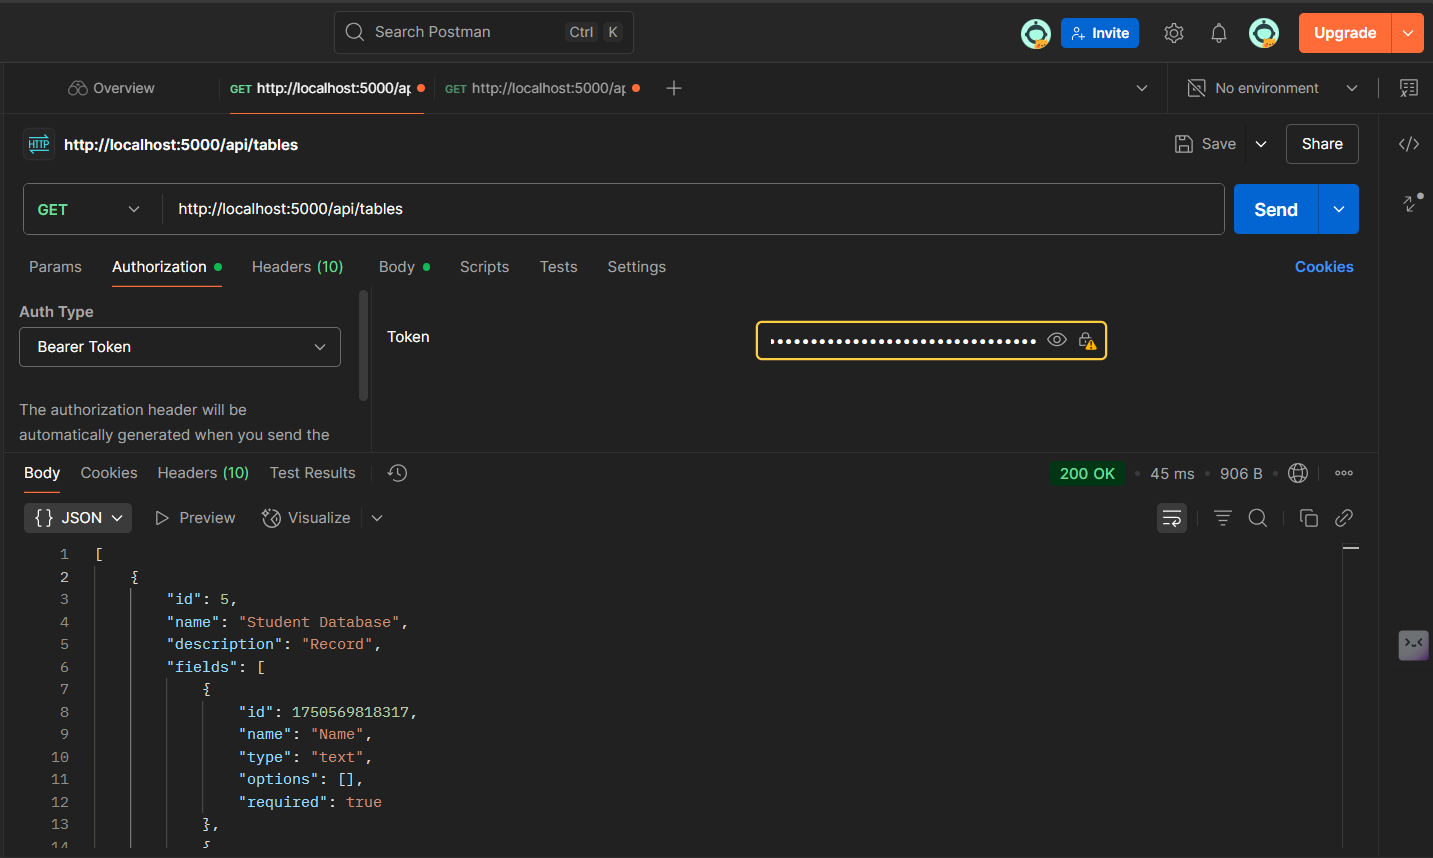 Search Postman Ctrl K
Invite
Upgrade
Overview
GET http://localhost:5000/ap
GET http://localhost:5000/ap
No environment
HTTP http://localhost:5000/api/tables
Save
Share
GET http://localhost:5000/api/tables
Send
Params Authorization Headers (10) Body Scripts Tests Settings
Cookies
Auth Type
Bearer Token
The authorization header will be
automatically generated when you send the
Token
Body Cookies Headers (10) Test Results
200 OK • 45 ms • 906 B
{} JSON Preview Visualize
1 [
2 {
3 "id": 5,
4 "name": "Student Database",
5 "description": "Record",
6 "fields": [
7 {
8 "id": 1750569818317,
9 "name": "Name",
10 "type": "text",
11 "options": [],
12 "required": true
13 },
14 {